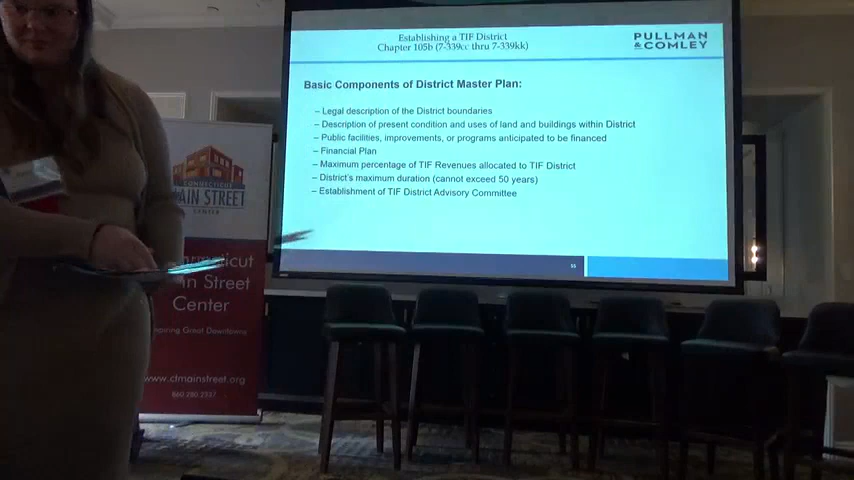 Establishing a TIF District
Chapter 105b (7-339cc thru 7-339kk)
PULLMAN
& COMLEY
Basic Components of District Master Plan:
– Legal description of the District boundaries
– Description of present condition and uses of land and buildings within District
– Public facilities, improvements, or programs anticipated to be financed
– Financial Plan
– Maximum percentage of TIF Revenues allocated to TIF District
– District's maximum duration (cannot exceed 50 years)
– Establishment of TIF District Advisory Committee
CONNECTICUT
MAIN STREET
CENTER
necticut
in Street
Center
iring Great Downtowns
www.ctmainstreet.org
860.280.2337